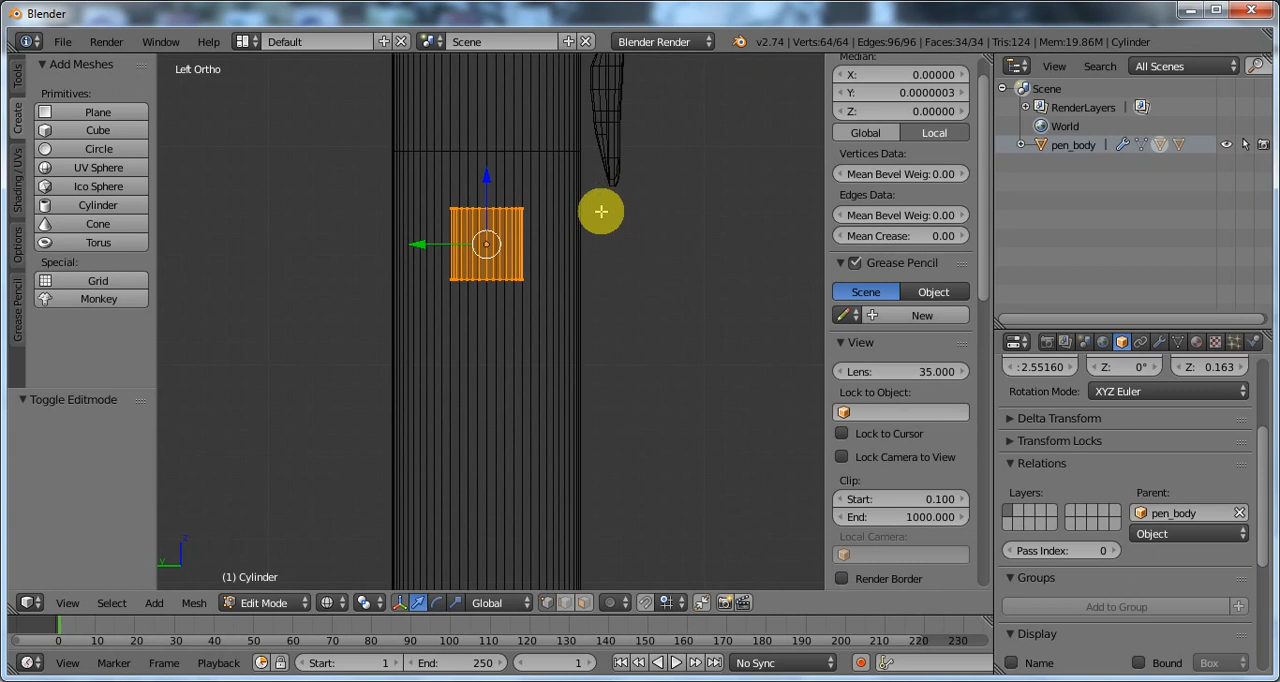 Blender
File Render Window Help Default Scene Blender Render v2.74 | Verts:64/64 | Edges:96/96 | Faces:34/34 | Tris:124 | Mem:19.86M | Cylinder
Tools
Create
Shading / UVs
Options
Grease Pencil
Add Meshes
Primitives:
Plane
Cube
Circle
UV Sphere
Ico Sphere
Cylinder
Cone
Torus
Special:
Grid
Monkey
Toggle Editmode
Left Ortho
z
y
(1) Cylinder
Median:
X: 0.00000
Y: 0.0000003
Z: 0.00000
Global Local
Vertices Data:
Mean Bevel Weig: 0.00
Edges Data:
Mean Bevel Weig: 0.00
Mean Crease: 0.00
Grease Pencil
Scene Object
New
View
Lens: 35.000
Lock to Object:
Lock to Cursor
Lock Camera to View
Clip:
Start: 0.100
End: 1000.000
Local Camera:
Render Border
View Search All Scenes
Scene
RenderLayers |
World
pen_body |
: 2.55160 Z: 0° Z: 0.163
Rotation Mode: XYZ Euler
Delta Transform
Transform Locks
Relations
Layers: Parent:
pen_body
Object
Pass Index: 0
Groups
Add to Group
Display
Name Bound Box
View Select Add Mesh Edit Mode Global
0 10 20 30 40 50 60 70 80 90 100 110 120 130 140 150 160 170 180 190 200 210 220 230
View Marker Frame Playback Start: 1 End: 250 1 No Sync